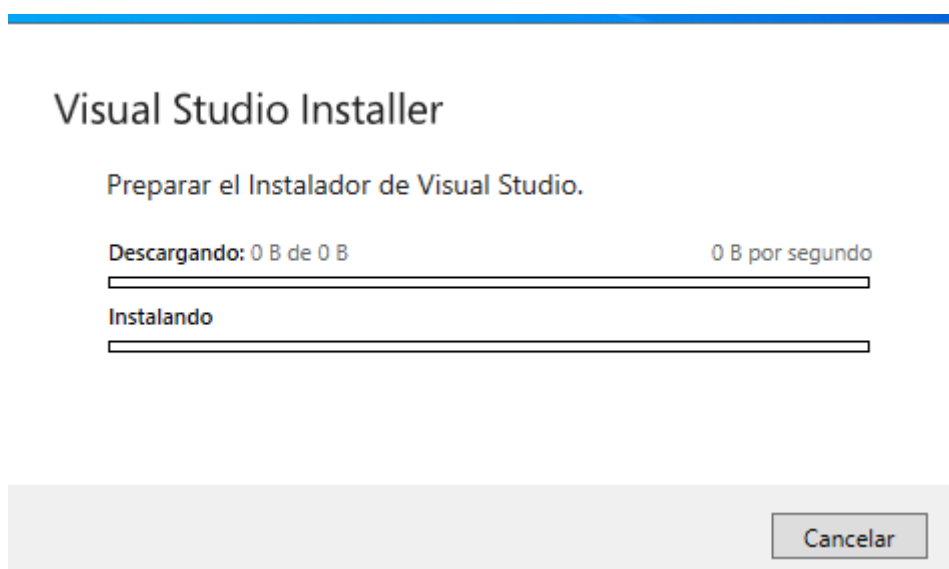 Visual Studio Installer
Preparar el Instalador de Visual Studio.
Descargando: 0 B de 0 B 0 B por segundo
Instalando
Cancelar